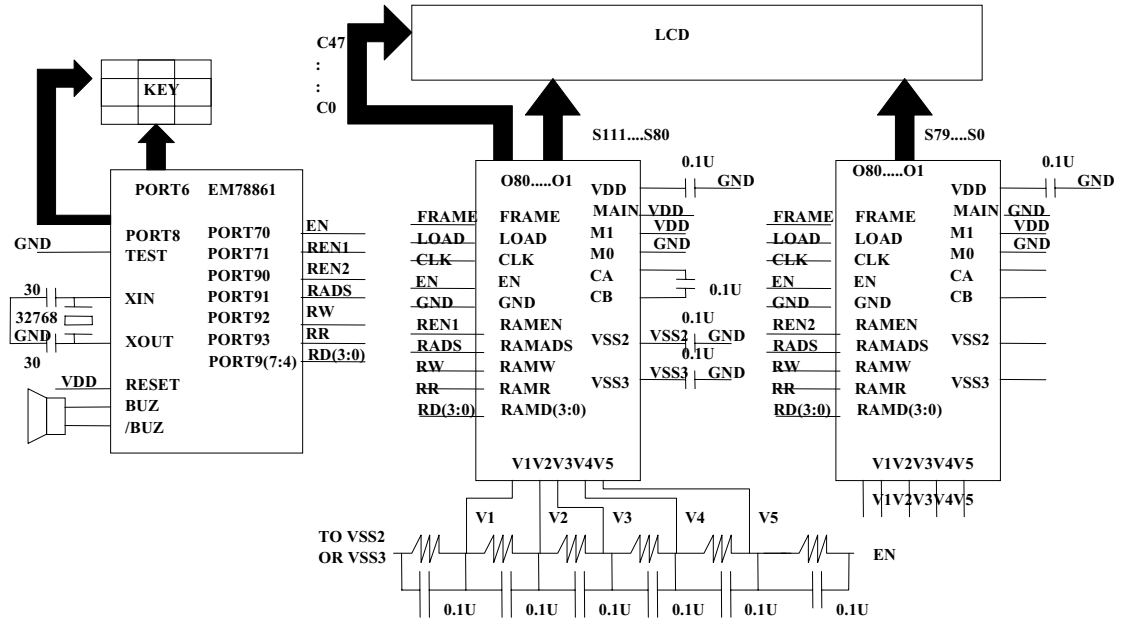 LCD
C47
:
:
C0
KEY
S111....S80
S79....S0
PORT6 EM78861
PORT8
TEST
XIN
XOUT
RESET
BUZ
/BUZ
PORT70
PORT71
PORT90
PORT91
PORT92
PORT93
PORT9(7:4)
GND
30
32768
GND
30
VDD
EN
REN1
REN2
RADS
RW
RR
RD(3:0)
O80.....O1
FRAME
LOAD
CLK
EN
GND
REN1
RADS
RW
RR
RD(3:0)
FRAME
LOAD
CLK
EN
GND
RAMEN
RAMADS
RAMW
RAMR
RAMD(3:0)
VDD
MAIN
M1
M0
CA
CB
VSS2
VSS3
0.1U
GND
VDD
VDD
GND
0.1U
0.1U
VSS2 GND
0.1U
VSS3 GND
V1V2V3V4V5
O80.....O1
FRAME
LOAD
CLK
EN
GND
REN2
RADS
RW
RR
RD(3:0)
FRAME
LOAD
CLK
EN
GND
RAMEN
RAMADS
RAMW
RAMR
RAMD(3:0)
VDD
MAIN
M1
M0
CA
CB
VSS2
VSS3
0.1U
GND
GND
VDD
GND
V1V2V3V4V5
V1V2V3V4V5
V1 V2 V3 V4 V5
TO VSS2
OR VSS3
EN
0.1U 0.1U 0.1U 0.1U 0.1U 0.1U